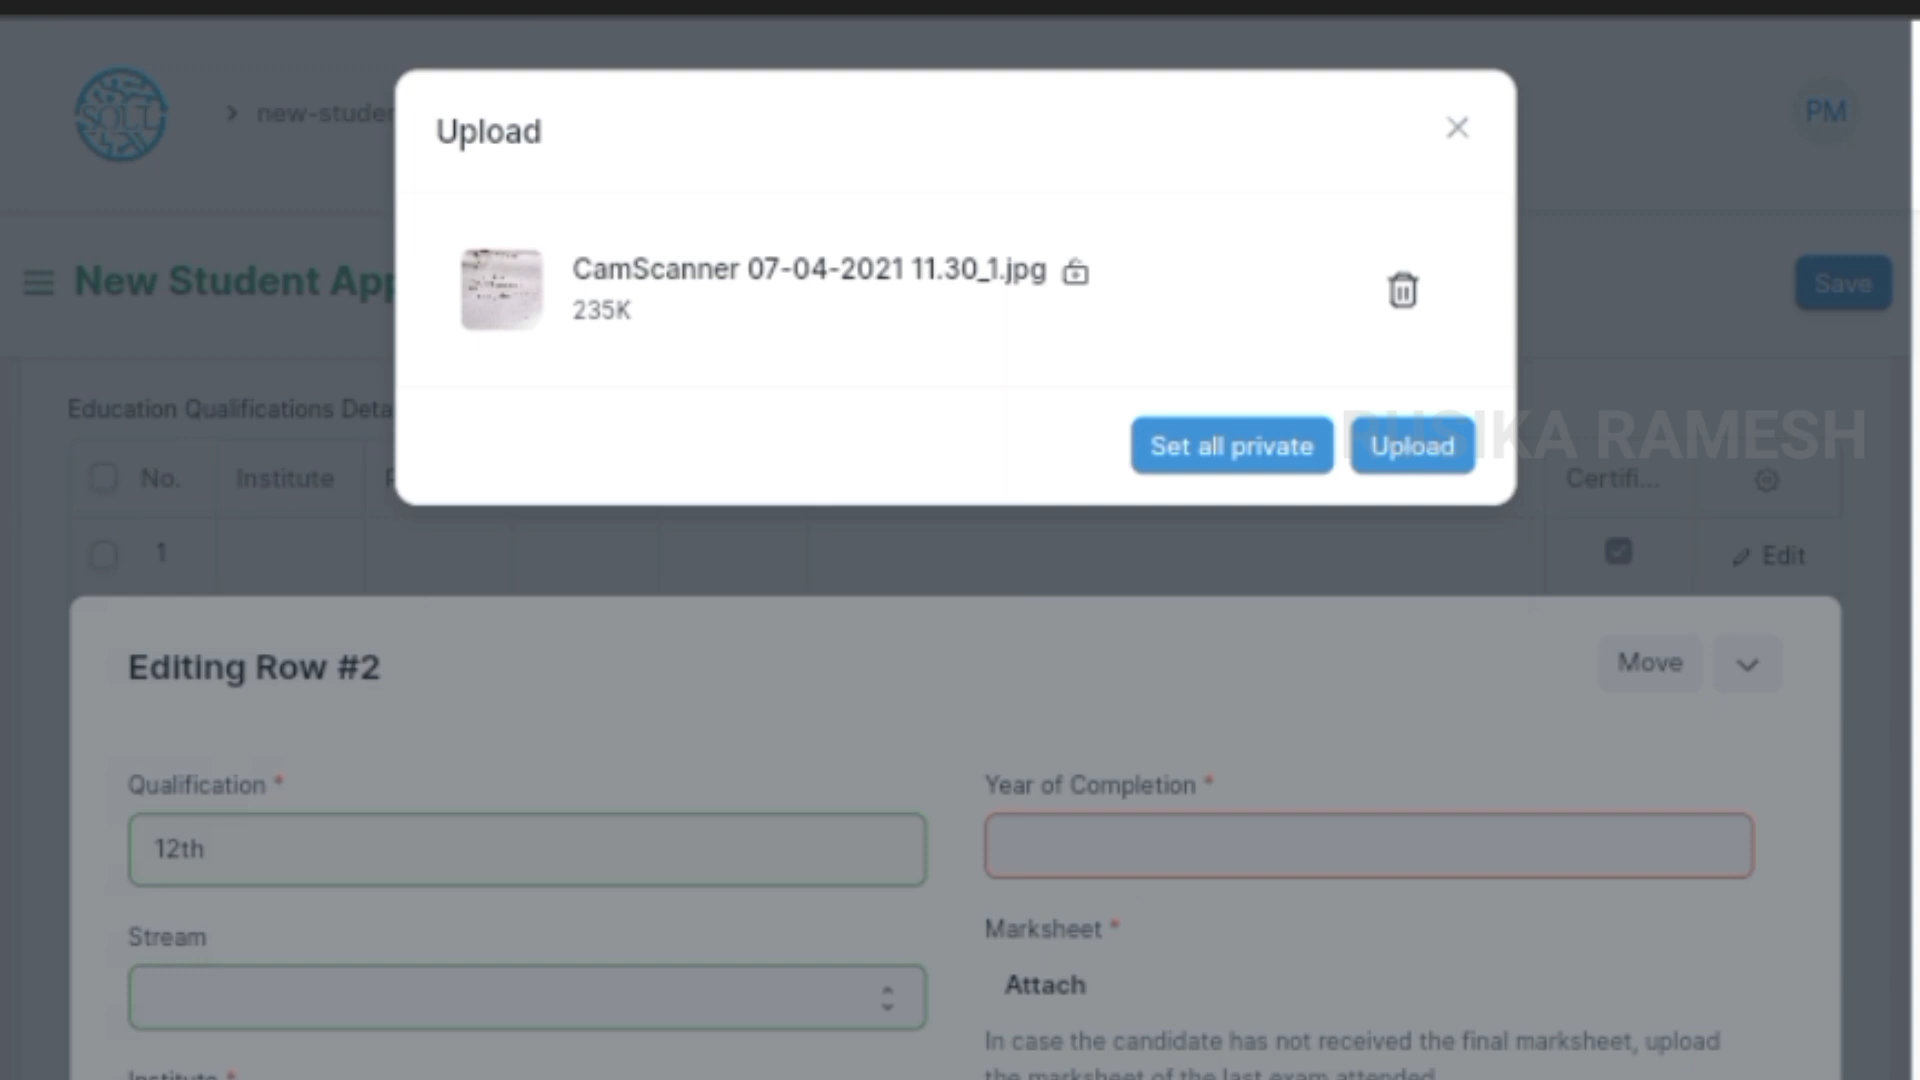 SOUL
new-studen
PM
Upload
CamScanner 07-04-2021 11.30_1.jpg
235K
New Student App
Save
Education Qualifications Deta
Set all private
Upload
RUSIKA RAMESH
No.
Institute
Certifi...
1
Edit
Editing Row #2
Move
Qualification *
Year of Completion *
12th
Stream
Marksheet *
Attach
In case the candidate has not received the final marksheet, upload
Institute *
the marksheet of the last exam attended